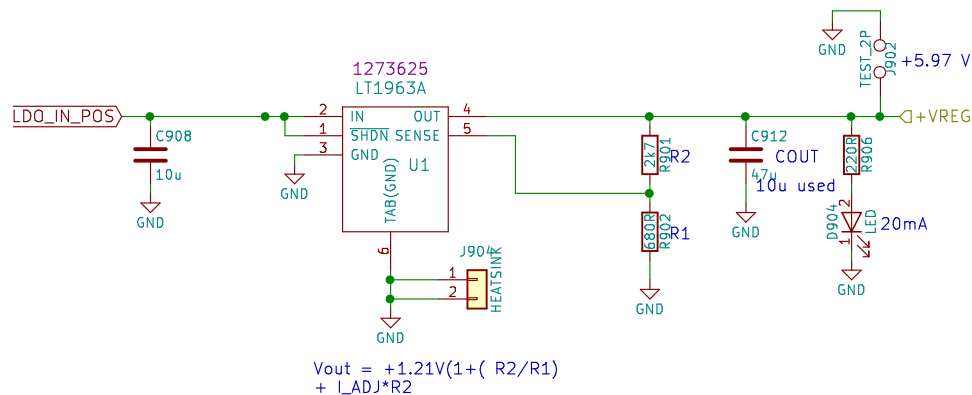 GND
TEST_2P
J902
+5.97 V
1273625
LT1963A
LDO_IN_POS
C908
10u
GND
2
IN
OUT
4
1
SHDN
SENSE
5
3
GND
U1
TAB(GND)
6
GND
2k7
R901
R2
680R
R902
R1
GND
C912
47u
COUT
10u used
GND
+VREG
220R
R906
2
D904
LED
1
20mA
GND
J904
1
2
HEATSINK
GND
Vout = +1.21V(1+( R2/R1)
+ I_ADJ*R2